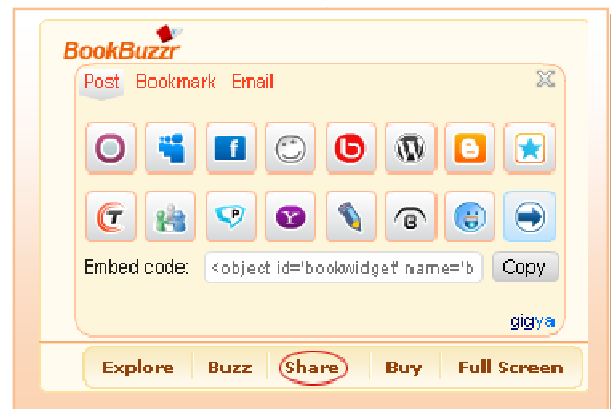 BookBuzzr
Post Bookmark Email
Embed code: <object id='bookwidget' name='b Copy
gigya
Explore Buzz Share Buy Full Screen